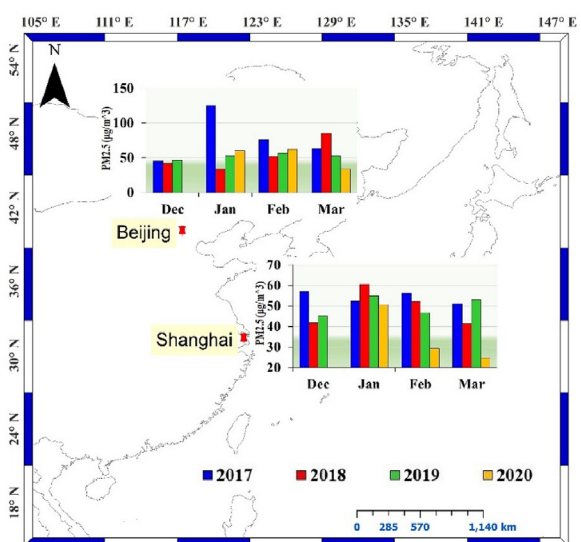 105° E 111° E 117° E 123° E 129° E 135° E 141° E 147° E
N
54° N
48° N
42° N
36° N
30° N
24° N
18° N
PM2.5 (µg/m^3)
150
100
50
0
Dec Jan Feb Mar
Beijing
PM2.5 (µg/m^3)
70
60
50
40
30
20
Dec Jan Feb Mar
Shanghai
2017 2018 2019 2020
0 285 570 1,140 km